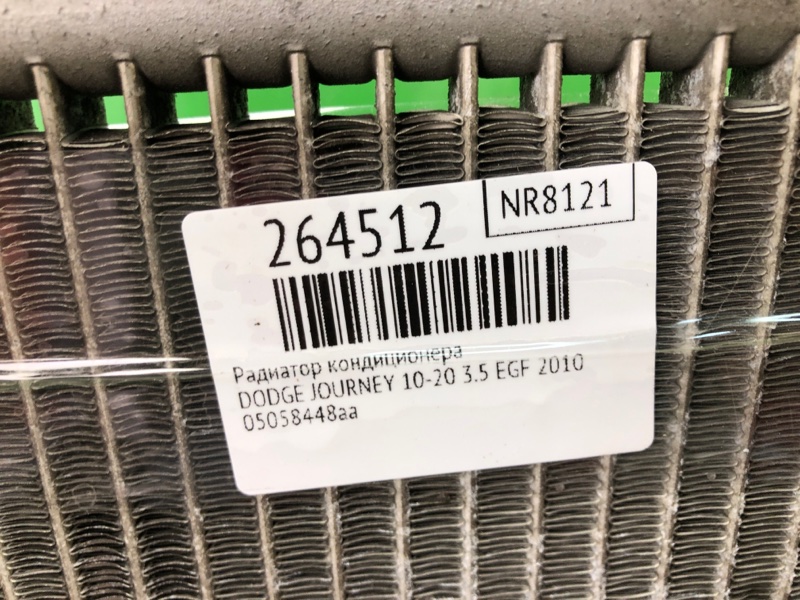 264512
NR8121
Радиатор кондиционера
DODGE JOURNEY 10-20 3.5 EGF 2010
05058448aa